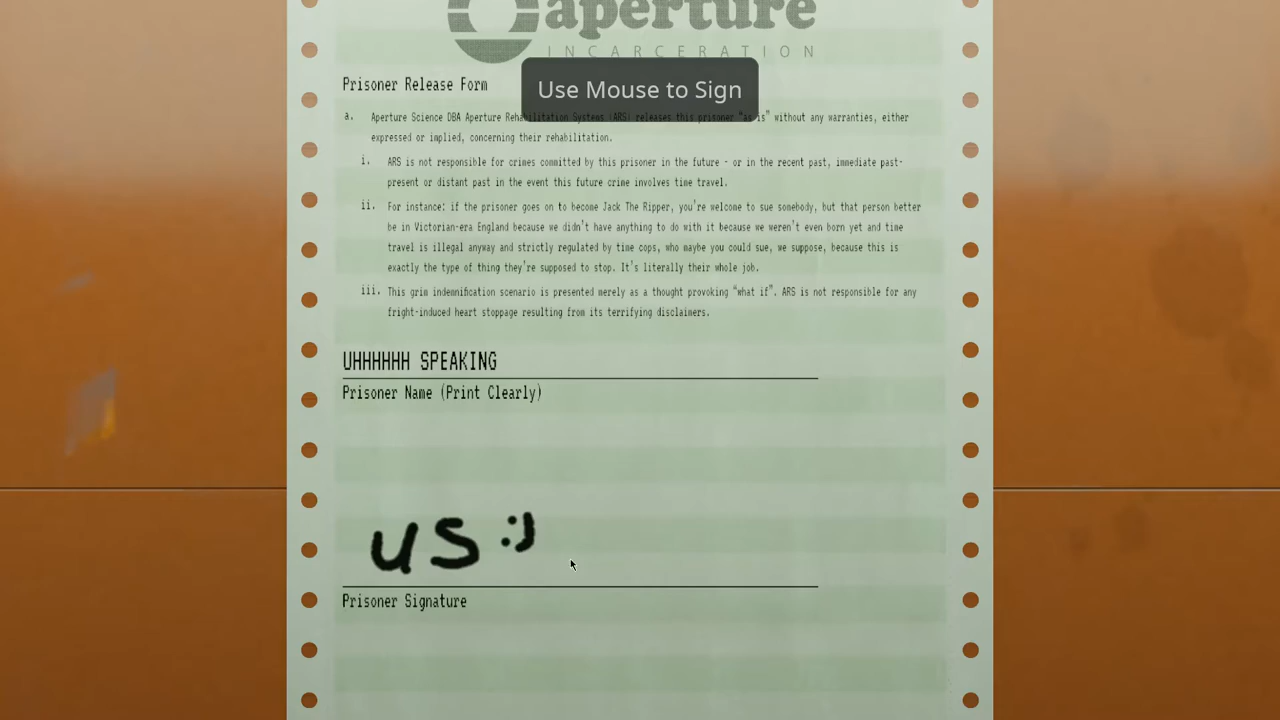 aperture
INCARCERATION
Use Mouse to Sign
Prisoner Release Form
a. Aperture Science DBA Aperture Rehabilitation Systems (ARS) releases this prisoner "as is" without any warranties, either
expressed or implied, concerning their rehabilitation.
i. ARS is not responsible for crimes committed by this prisoner in the future - or in the recent past, immediate past-
present or distant past in the event this future crime involves time travel.
ii. For instance: if the prisoner goes on to become Jack The Ripper, you're welcome to sue somebody, but that person better
be in Victorian-era England because we didn't have anything to do with it because we weren't even born yet and time
travel is illegal anyway and strictly regulated by time cops, who maybe you could sue, we suppose, because this is
exactly the type of thing they're supposed to stop. It's literally their whole job.
iii. This grim indemnification scenario is presented merely as a thought provoking "what if". ARS is not responsible for any
fright-induced heart stoppage resulting from its terrifying disclaimers.
UHHHHHH SPEAKING
Prisoner Name (Print Clearly)
US :)
Prisoner Signature